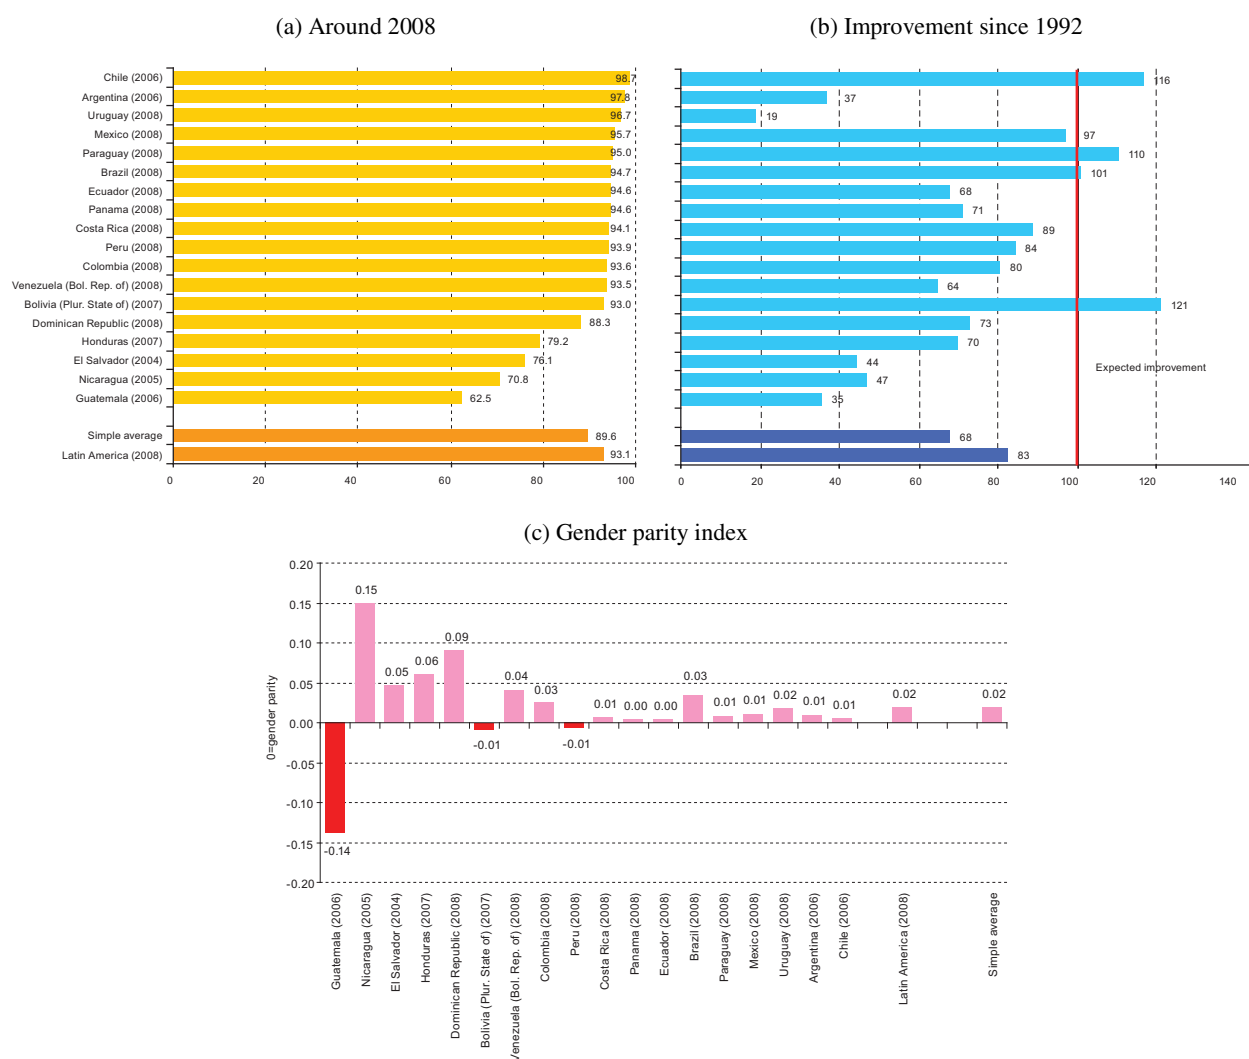 (a) Around 2008
(b) Improvement since 1992
Chile (2006) 98.7 116
Argentina (2006) 97.8 37
Uruguay (2008) 96.7 19
Mexico (2008) 95.7 97
Paraguay (2008) 95.0 110
Brazil (2008) 94.7 101
Ecuador (2008) 94.6 68
Panama (2008) 94.6 71
Costa Rica (2008) 94.1 89
Peru (2008) 93.9 84
Colombia (2008) 93.6 80
Venezuela (Bol. Rep. of) (2008) 93.5 64
Bolivia (Plur. State of) (2007) 93.0 121
Dominican Republic (2008) 88.3 73
Honduras (2007) 79.2 70
El Salvador (2004) 76.1 44
Expected improvement
Nicaragua (2005) 70.8 47
Guatemala (2006) 62.5 35
Simple average 89.6 68
Latin America (2008) 93.1 83
0 20 40 60 80 100
0 20 40 60 80 100 120 140
(c) Gender parity index
0=gender parity
0.20
0.15
0.10
0.05
0.00
-0.05
-0.10
-0.15
-0.20
-0.14
0.15
0.05
0.06
0.09
-0.01
0.04
0.03
-0.01
0.01
0.00
0.00
0.03
0.01
0.01
0.02
0.01
0.01
0.02
0.02
Guatemala (2006)
Nicaragua (2005)
El Salvador (2004)
Honduras (2007)
Dominican Republic (2008)
Bolivia (Plur. State of) (2007)
Venezuela (Bol. Rep. of) (2008)
Colombia (2008)
Peru (2008)
Costa Rica (2008)
Panama (2008)
Ecuador (2008)
Brazil (2008)
Paraguay (2008)
Mexico (2008)
Uruguay (2008)
Argentina (2006)
Chile (2006)
Latin America (2008)
Simple average